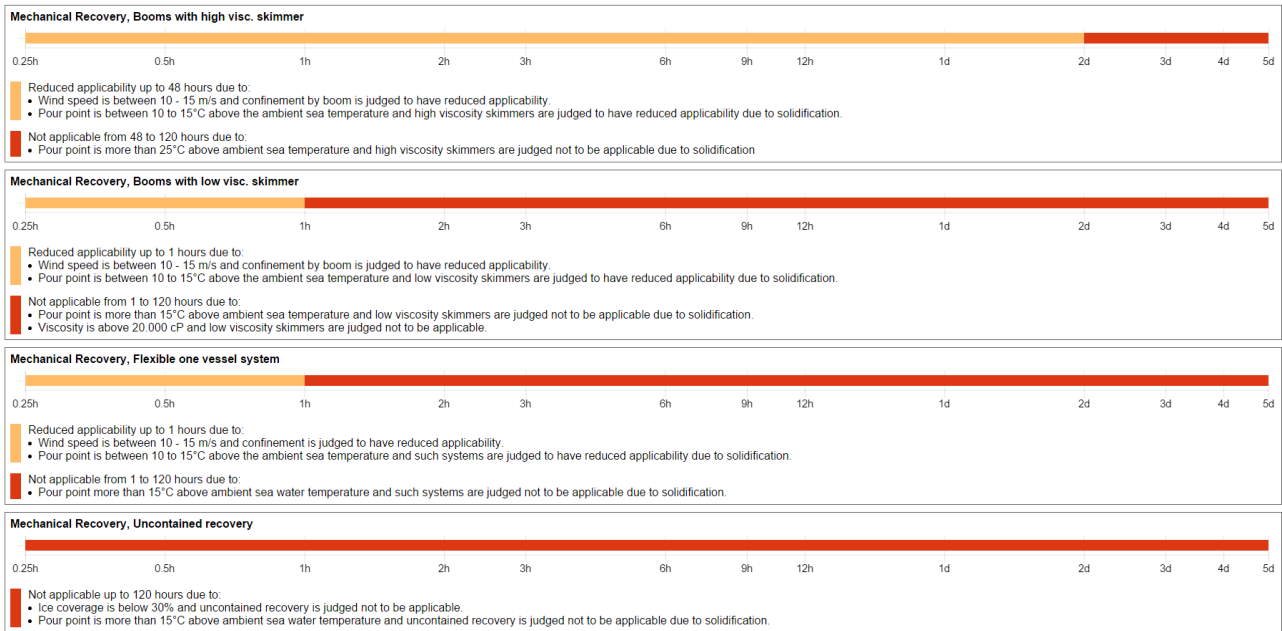 Mechanical Recovery, Booms with high visc. skimmer
0.25h 0.5h 1h 2h 3h 6h 9h 12h 1d 2d 3d 4d 5d
Reduced applicability up to 48 hours due to:
• Wind speed is between 10 - 15 m/s and confinement by boom is judged to have reduced applicability.
• Pour point is between 10 to 15°C above the ambient sea temperature and high viscosity skimmers are judged to have reduced applicability due to solidification.
Not applicable from 48 to 120 hours due to:
• Pour point is more than 25°C above ambient sea temperature and high viscosity skimmers are judged not to be applicable due to solidification
Mechanical Recovery, Booms with low visc. skimmer
0.25h 0.5h 1h 2h 3h 6h 9h 12h 1d 2d 3d 4d 5d
Reduced applicability up to 1 hours due to:
• Wind speed is between 10 - 15 m/s and confinement by boom is judged to have reduced applicability.
• Pour point is between 10 to 15°C above the ambient sea temperature and low viscosity skimmers are judged to have reduced applicability due to solidification.
Not applicable from 1 to 120 hours due to:
• Pour point is more than 15°C above ambient sea temperature and low viscosity skimmers are judged not to be applicable due to solidification.
• Viscosity is above 20.000 cP and low viscosity skimmers are judged not to be applicable.
Mechanical Recovery, Flexible one vessel system
0.25h 0.5h 1h 2h 3h 6h 9h 12h 1d 2d 3d 4d 5d
Reduced applicability up to 1 hours due to:
• Wind speed is between 10 - 15 m/s and confinement is judged to have reduced applicability.
• Pour point is between 10 to 15°C above the ambient sea temperature and such systems are judged to have reduced applicability due to solidification.
Not applicable from 1 to 120 hours due to:
• Pour point more than 15°C above ambient sea water temperature and such systems are judged not to be applicable due to solidification.
Mechanical Recovery, Uncontained recovery
0.25h 0.5h 1h 2h 3h 6h 9h 12h 1d 2d 3d 4d 5d
Not applicable up to 120 hours due to:
• Ice coverage is below 30% and uncontained recovery is judged not to be applicable.
• Pour point is more than 15°C above ambient sea water temperature and uncontained recovery is judged not to be applicable due to solidification.